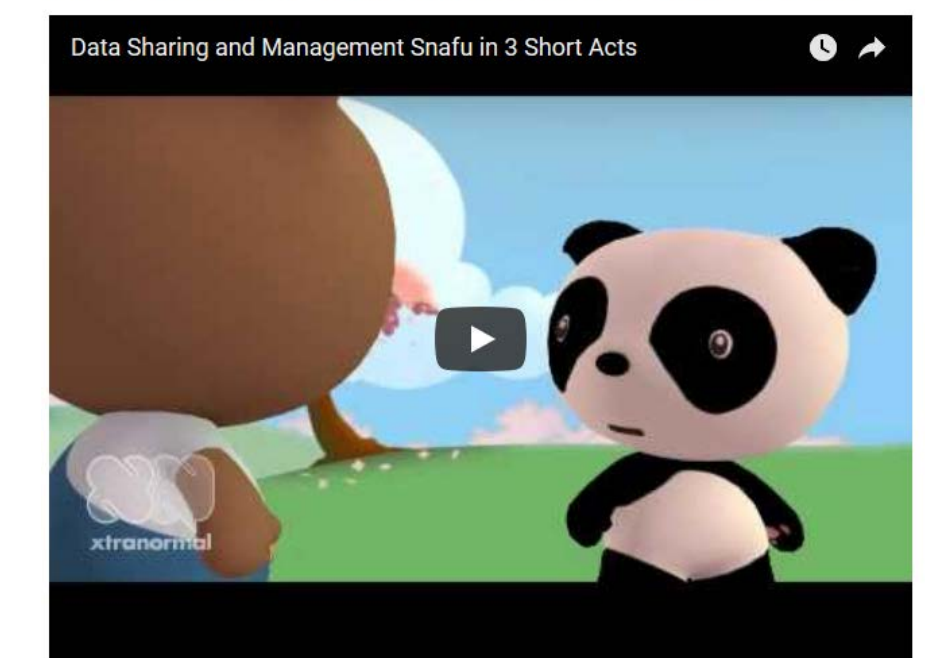 Data Sharing and Management Snafu in 3 Short Acts
xtranormal